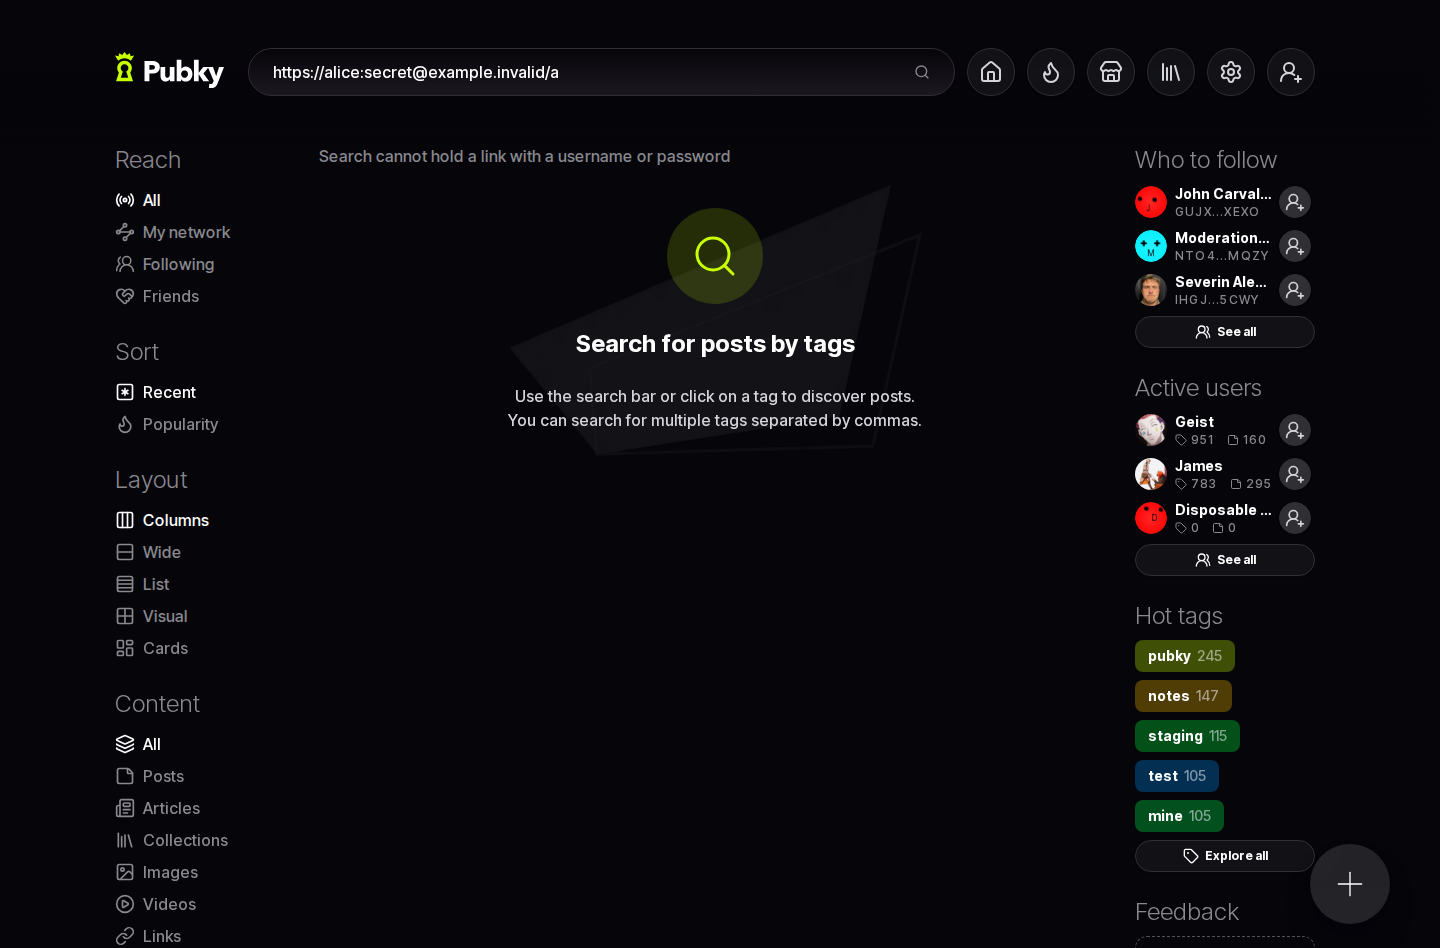 Pubky
https://alice:secret@example.invalid/a
Reach
All
My network
Following
Friends
Sort
Recent
Popularity
Layout
Columns
Wide
List
Visual
Cards
Content
All
Posts
Articles
Collections
Images
Videos
Links
Search cannot hold a link with a username or password
Search for posts by tags
Use the search bar or click on a tag to discover posts.
You can search for multiple tags separated by commas.
Who to follow
John Carval...
GUJX...XEXO
Moderation...
NTO4...MQZY
Severin Ale...
IHGJ...5CWY
See all
Active users
Geist
951 160
James
783 295
Disposable ...
0 0
See all
Hot tags
pubky 245
notes 147
staging 115
test 105
mine 105
Explore all
Feedback